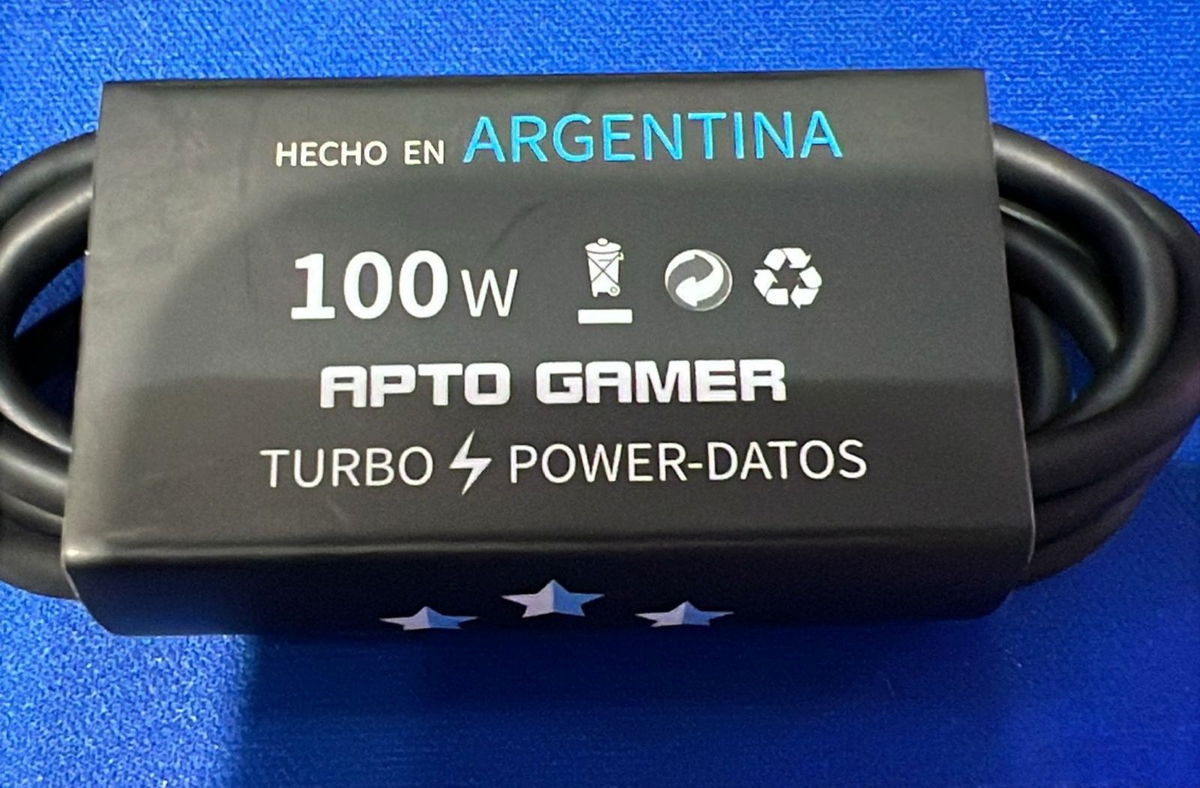 HECHO EN ARGENTINA
100W
APTO GAMER
TURBO POWER-DATOS